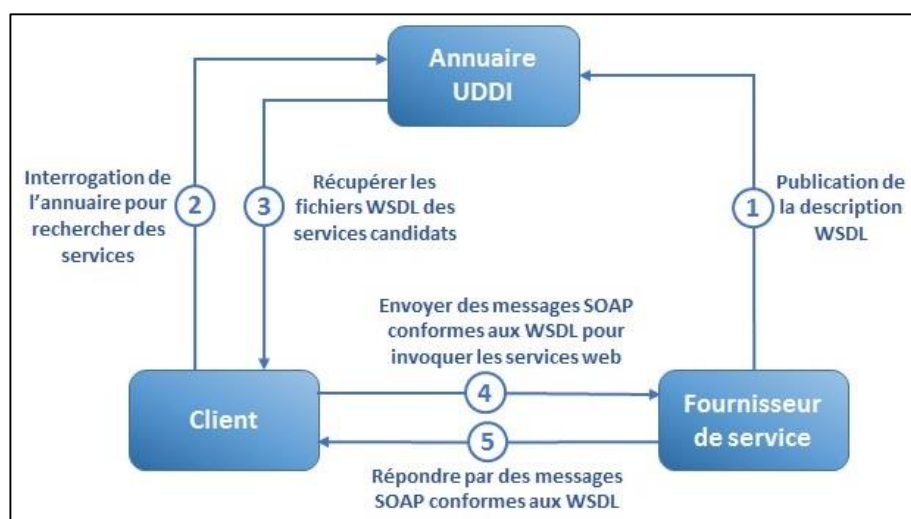 Annuaire
UDDI
Interrogation de
l'annuaire pour
rechercher des
services
2
3
Récupérer les
fichiers WSDL des
services candidats
1
Publication de
la description
WSDL
Envoyer des messages SOAP
conformes aux WSDL pour
invoquer les services web
4
Client
Fournisseur
de service
5
Répondre par des messages
SOAP conformes aux WSDL